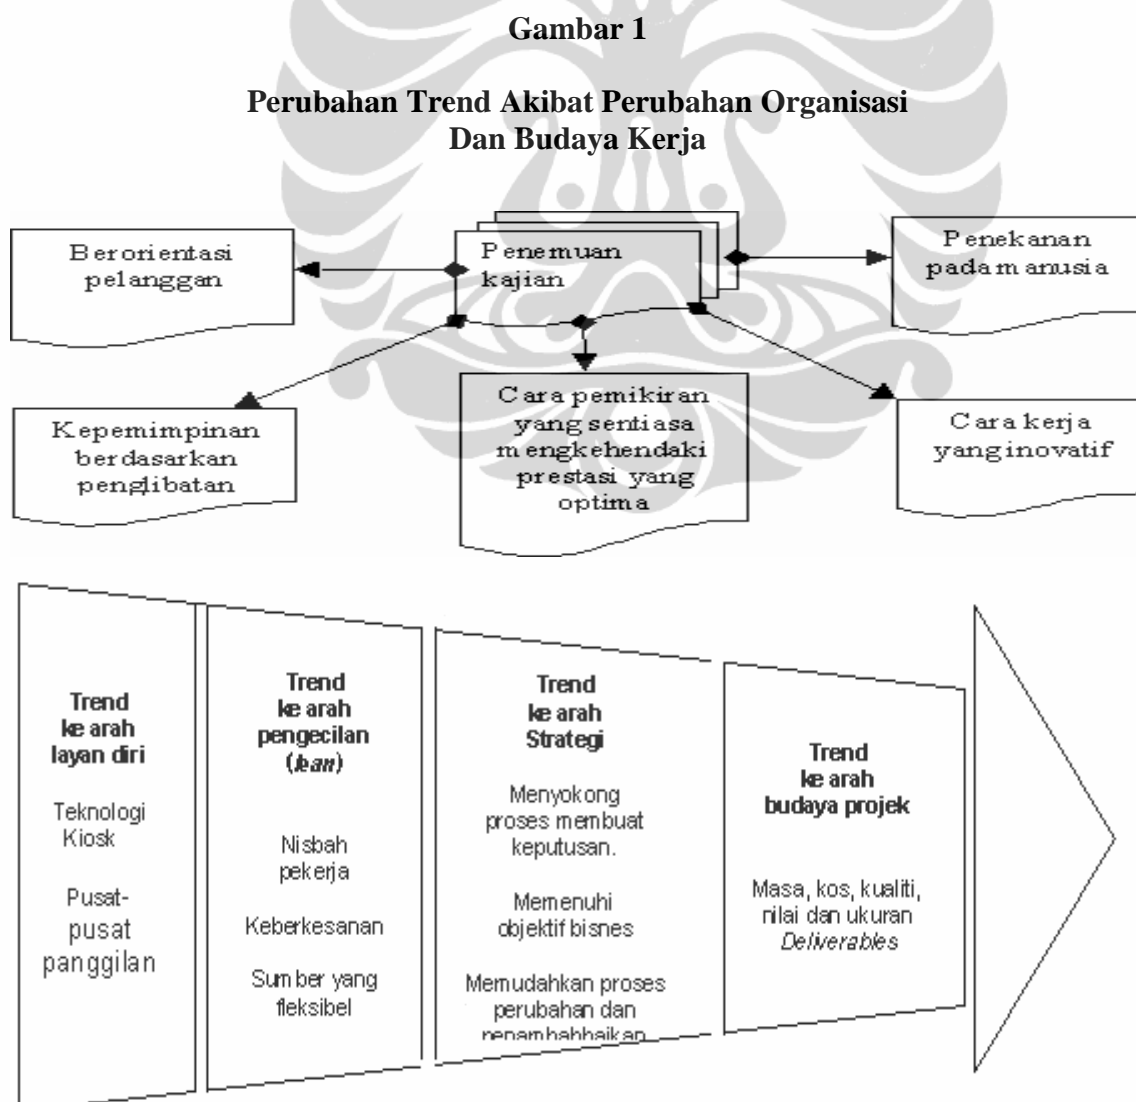 Gambar 1
Perubahan Trend Akibat Perubahan Organisasi
Dan Budaya Kerja
Berorientasi
pelanggan
Penemuan
kajian
Penekanan
pada manusia
Kepemimpinan
berdasarkan
penglibatan
Cara pemikiran
yang sentiasa
mengkehendaki
prestasi yang
optima
Cara kerja
yang inovatif
Trend
ke arah
layan diri
Teknologi
Kiosk
Pusat-
pusat
panggilan
Trend
ke arah
pengecilan
(lean)
Nisbah
pekerja
Keberkesanan
Sumber yang
fleksibel
Trend
ke arah
Strategi
Menyokong
proses membuat
keputusan.
Memenuhi
objektif bisnes
Memudahkan proses
perubahan dan
penambahbaikan
Trend
ke arah
budaya projek
Masa, kos, kualiti,
nilai dan ukuran
Deliverables